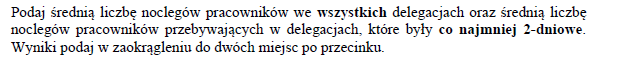 Podaj średnią liczbę noclegów pracowników we wszystkich delegacjach oraz średnią liczbę
noclegów pracowników przebywających w delegacjach, które były co najmniej 2-dniowe.
Wyniki podaj w zaokrągleniu do dwóch miejsc po przecinku.